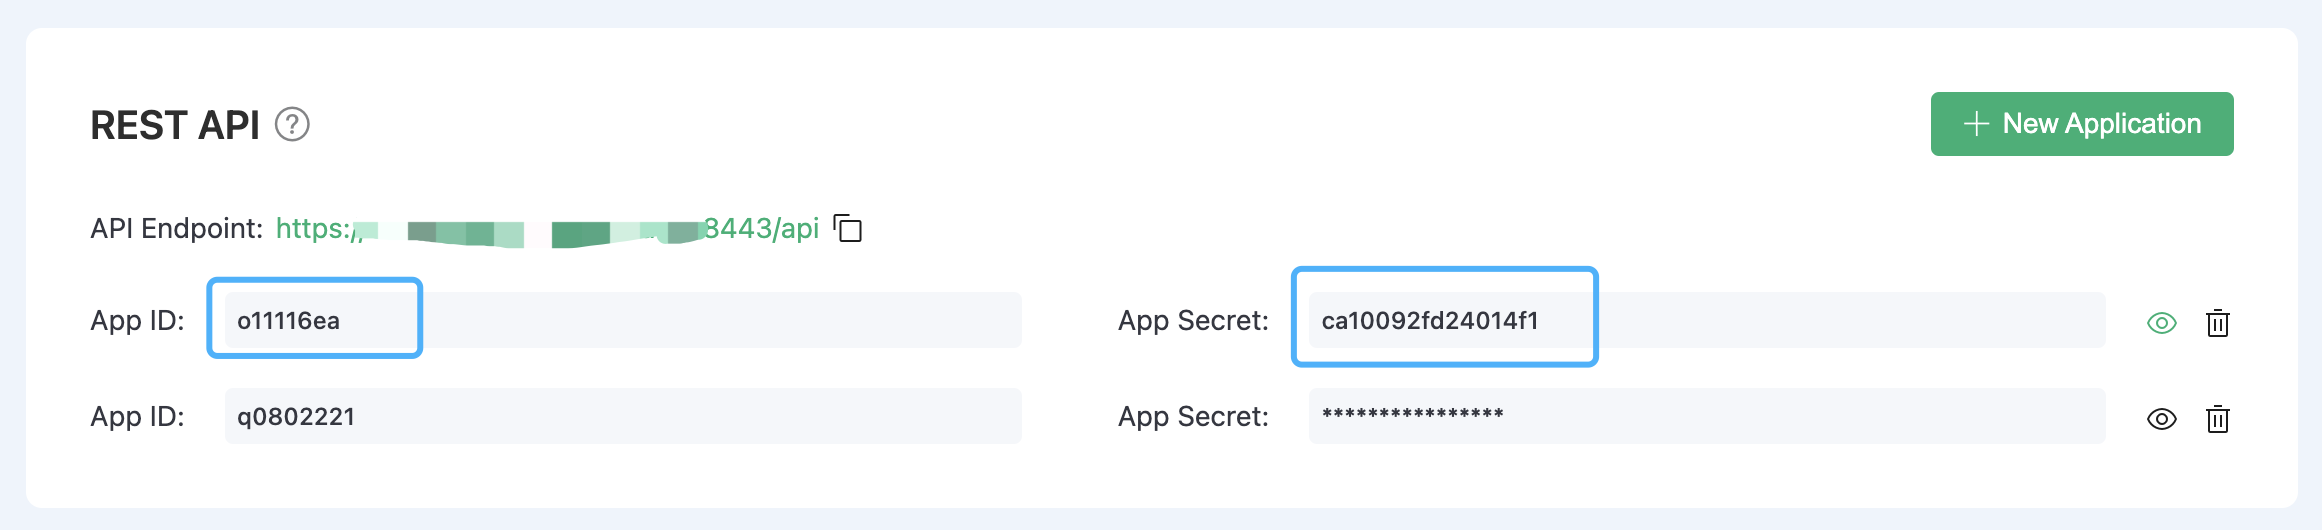 REST API ?
+ New Application
API Endpoint: https:/ 8443/api
App ID: o11116ea App Secret: ca10092fd24014f1
App ID: q0802221 App Secret: ****************